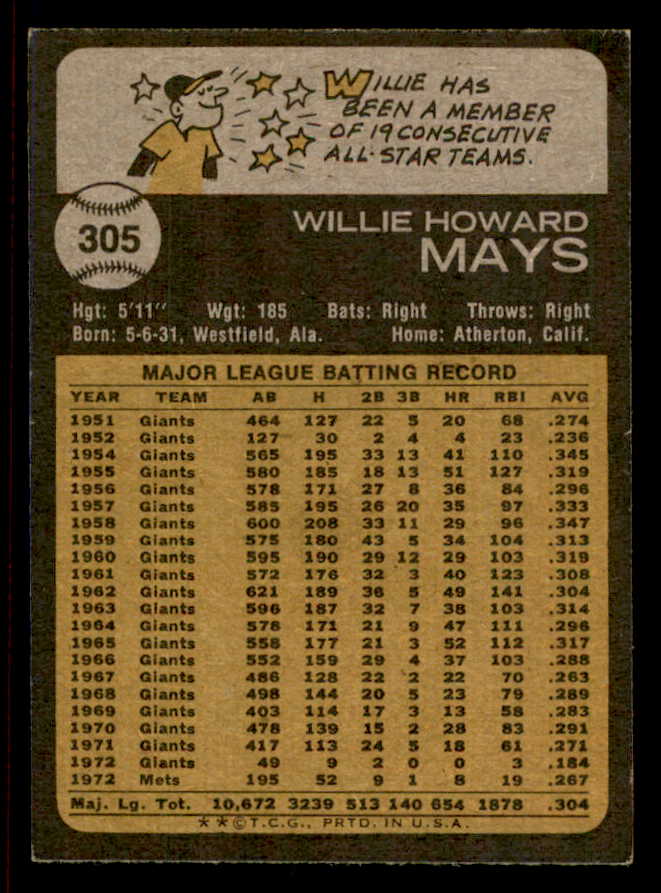 WILLIE HAS
BEEN A MEMBER
OF 19 CONSECUTIVE
ALL-STAR TEAMS.
305
WILLIE HOWARD
MAYS
Hgt: 5'11" Wgt: 185 Bats: Right Throws: Right
Born: 5-6-31, Westfield, Ala. Home: Atherton, Calif.
MAJOR LEAGUE BATTING RECORD
YEAR TEAM AB H 2B 3B HR RBI AVG
1951 Giants 464 127 22 5 20 68 .274
1952 Giants 127 30 2 4 4 23 .236
1954 Giants 565 195 33 13 41 110 .345
1955 Giants 580 185 18 13 51 127 .319
1956 Giants 578 171 27 8 36 84 .296
1957 Giants 585 195 26 20 35 97 .333
1958 Giants 600 208 33 11 29 96 .347
1959 Giants 575 180 43 5 34 104 .313
1960 Giants 595 190 29 12 29 103 .319
1961 Giants 572 176 32 3 40 123 .308
1962 Giants 621 189 36 5 49 141 .304
1963 Giants 596 187 32 7 38 103 .314
1964 Giants 578 171 21 9 47 111 .296
1965 Giants 558 177 21 3 52 112 .317
1966 Giants 552 159 29 4 37 103 .288
1967 Giants 486 128 22 2 22 70 .263
1968 Giants 498 144 20 5 23 79 .289
1969 Giants 403 114 17 3 13 58 .283
1970 Giants 478 139 15 2 28 83 .291
1971 Giants 417 113 24 5 18 61 .271
1972 Giants 49 9 2 0 0 3 .184
1972 Mets 195 52 9 1 8 19 .267
Maj. Lg. Tot. 10,672 3239 513 140 654 1878 .304
**©T.C.G., PRTD. IN U.S.A.